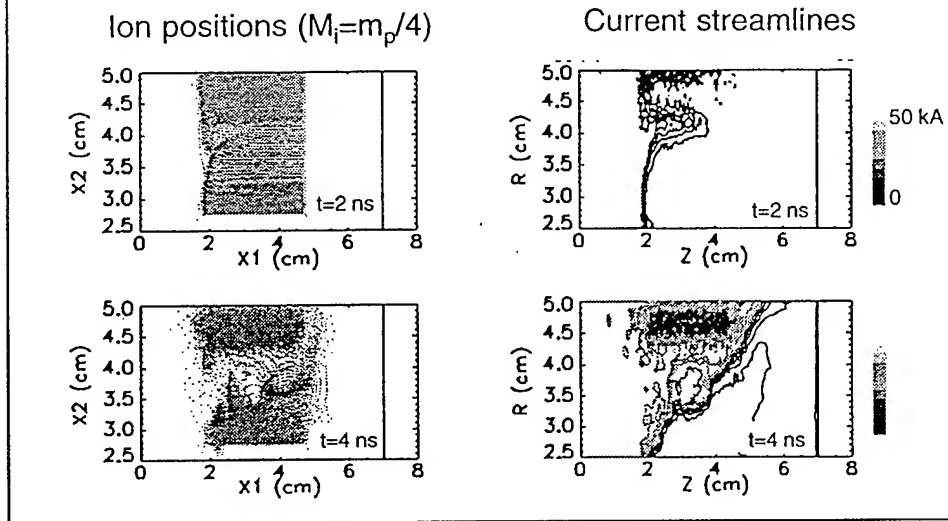 Ion positions (Mi=mp/4)
Current streamlines
5.0
4.5
4.0
3.5
3.0
2.5
X2 (cm)
t=2 ns
0 2 4 6 8
X1 (cm)
5.0
4.5
4.0
3.5
3.0
2.5
R (cm)
t=2 ns
0 2 4 6 8
Z (cm)
50 kA
0
5.0
4.5
4.0
3.5
3.0
2.5
X2 (cm)
t=4 ns
0 2 4 6 8
X1 (cm)
5.0
4.5
4.0
3.5
3.0
2.5
R (cm)
t=4 ns
0 2 4 6 8
Z (cm)